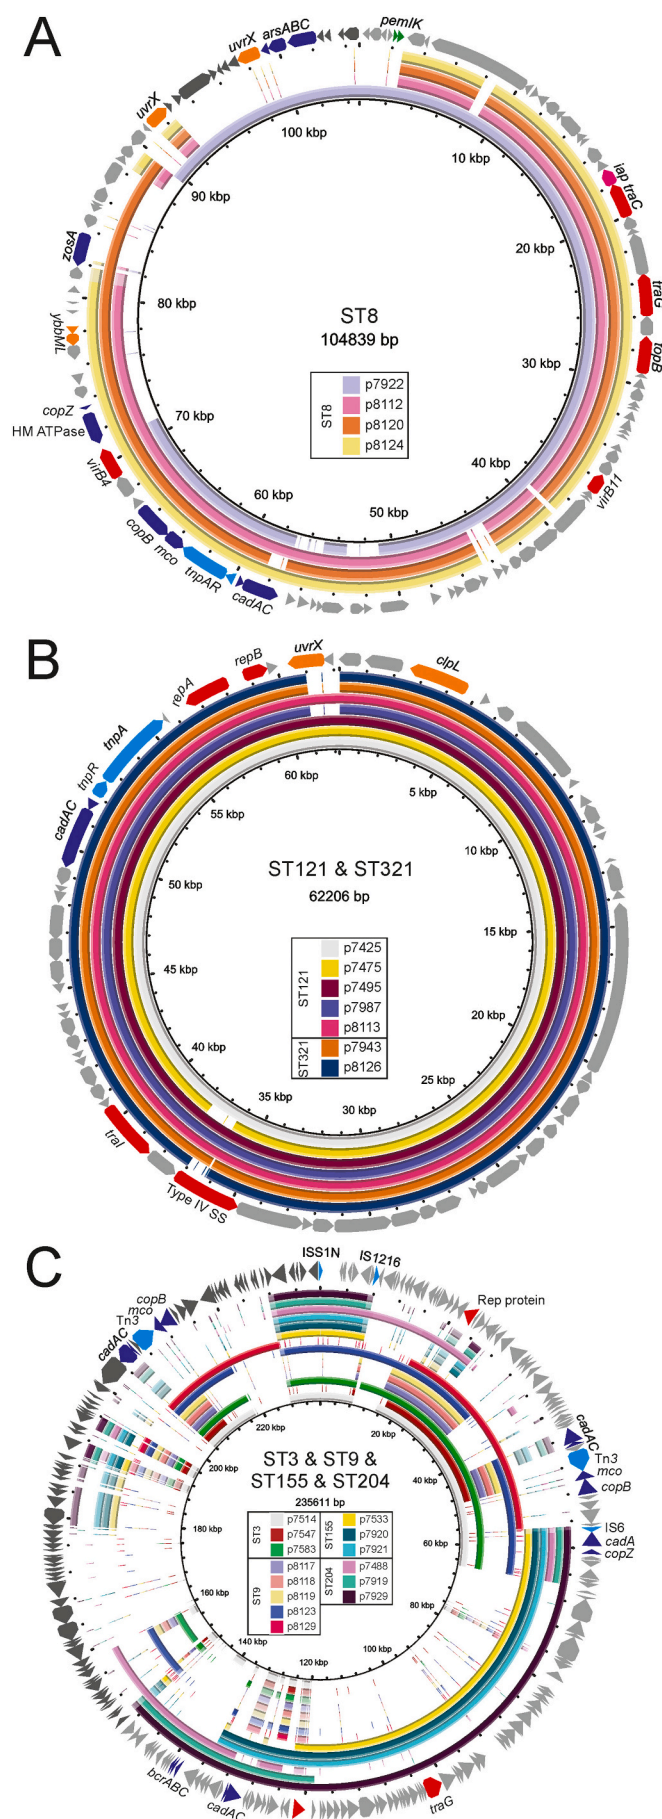 A
pemIK
arsABC
uvrX
uvrX
100 kbp
10 kbp
90 kbp
iap traC
20 kbp
zosA
80 kbp
traG
ybbML
topB
ST8
104839 bp
30 kbp
ST8
p7922
p8112
p8120
p8124
copZ
HM ATPase
70 kbp
virB4
40 kbp
virB11
60 kbp
50 kbp
copB
mco
tnpAR
cadAC
B
uvrX
clpL
repB
repA
tnpA
tnpR
cadAC
60 kbp
5 kbp
55 kbp
10 kbp
50 kbp
ST121 & ST321
62206 bp
15 kbp
ST121
p7425
p7475
p7495
p7987
p8113
ST321
p7943
p8126
45 kbp
20 kbp
40 kbp
25 kbp
35 kbp
30 kbp
traI
Type IV SS
C
ISS1N
IS1216
Rep protein
copB
mco
Tn3
cadAC
220 kbp
20 kbp
cadAC
Tn3
mco
copB
200 kbp
40 kbp
ST3 & ST9 &
ST155 & ST204
235611 bp
IS6
cadA
copZ
180 kbp
60 kbp
ST3
p7514
p7547
p7583
ST155
p7533
p7920
p7921
ST9
p8117
p8118
p8119
p8123
p8129
ST204
p7488
p7919
p7929
160 kbp
80 kbp
140 kbp
100 kbp
120 kbp
bcrABC
cadAC
traG